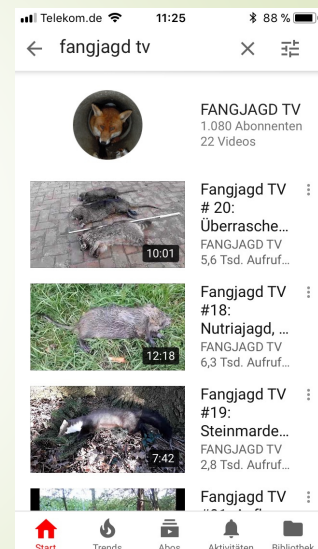 Telekom.de 11:25 88 %
fangjagd tv
FANGJAGD TV
1.080 Abonnenten
22 Videos
Fangjagd TV
# 20:
Überrasche…
FANGJAGD TV
5,6 Tsd. Aufruf…
10:01
Fangjagd TV
#18:
Nutriajagd, …
FANGJAGD TV
6,3 Tsd. Aufruf…
12:18
Fangjagd TV
#19:
Steinmarde…
FANGJAGD TV
2,8 Tsd. Aufruf…
7:42
Fangjagd TV
Start Trends Abos Aktivitäten Bibliothek